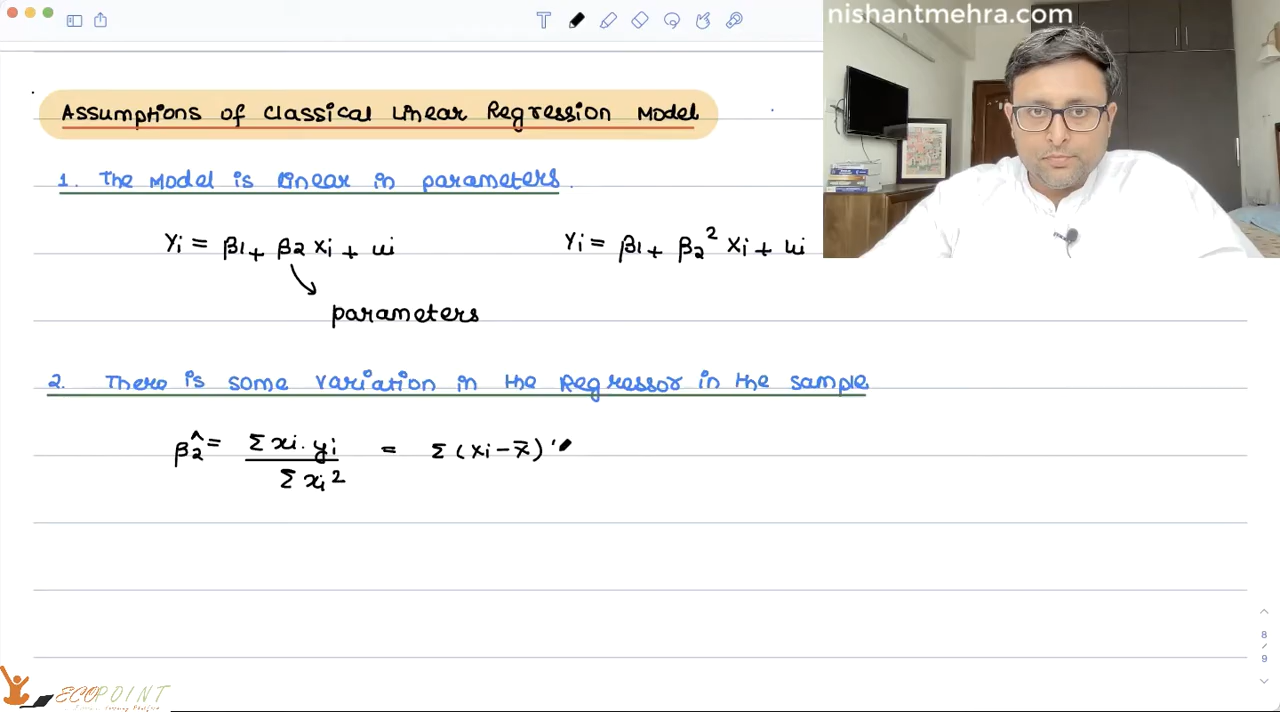 nishantmehra.com
Assumptions of Classical Linear Regression Model
1. The Model is Linear in parameters.
Yi = β1 + β2 Xi + ui
Yi = β1 + β2² Xi + ui
parameters
2. There is some variation in the Regressor in the sample
β̂2 = Σ xi . yi / Σ xi² = Σ (Xi – X̄)
8 / 9
ECOPOINT